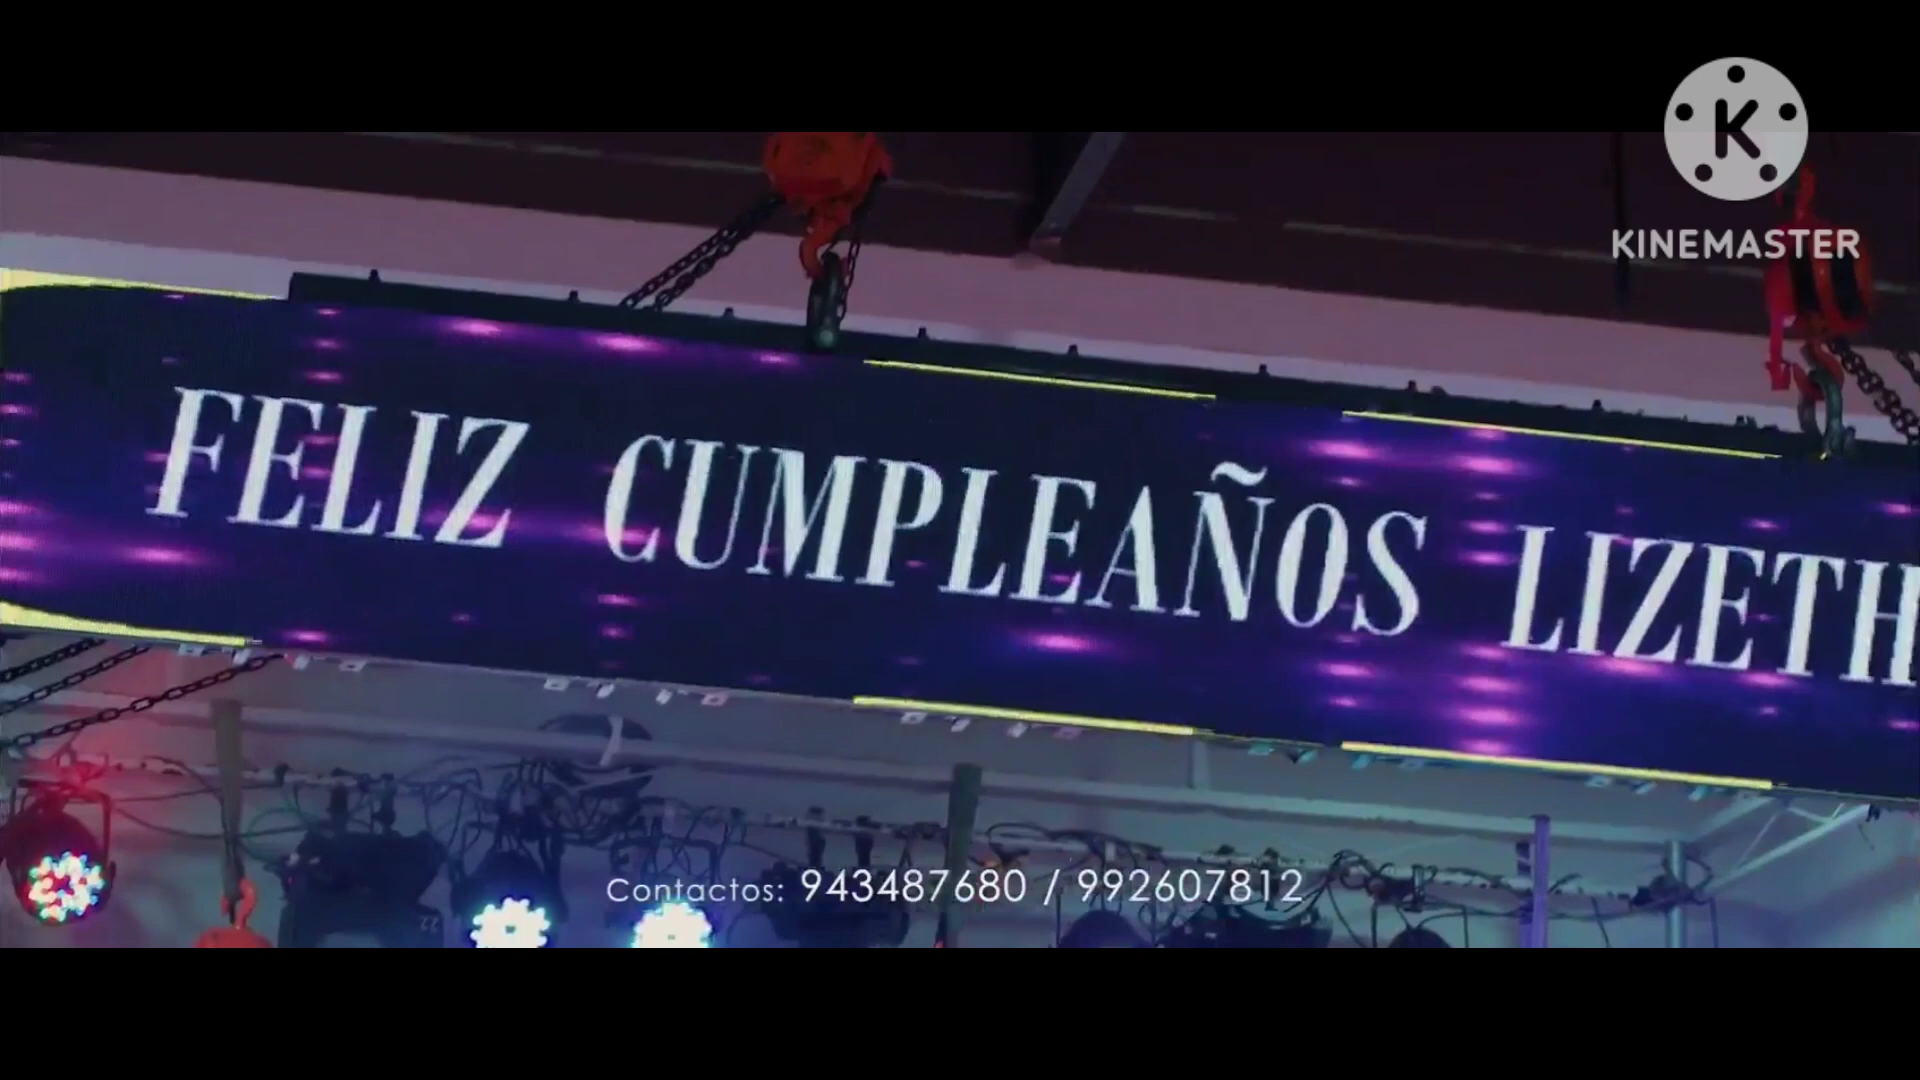 KINEMASTER
FELIZ CUMPLEAÑOS LIZETH
Contactos: 943487680 / 992607812